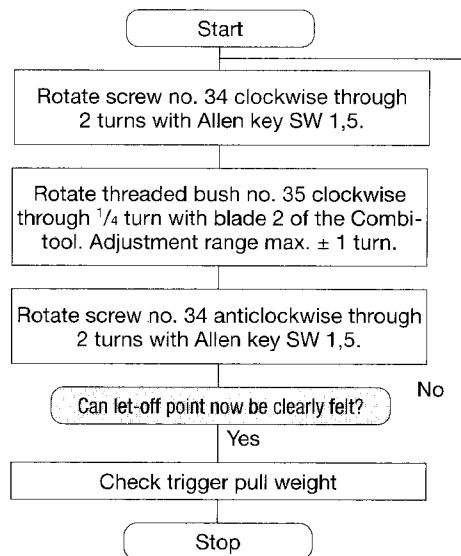 Start
Rotate screw no. 34 clockwise through
2 turns with Allen key SW 1,5.
Rotate threaded bush no. 35 clockwise
through 1/4 turn with blade 2 of the Combi-
tool. Adjustment range max. ± 1 turn.
Rotate screw no. 34 anticlockwise through
2 turns with Allen key SW 1,5.
Can let-off point now be clearly felt?
No
Yes
Check trigger pull weight
Stop